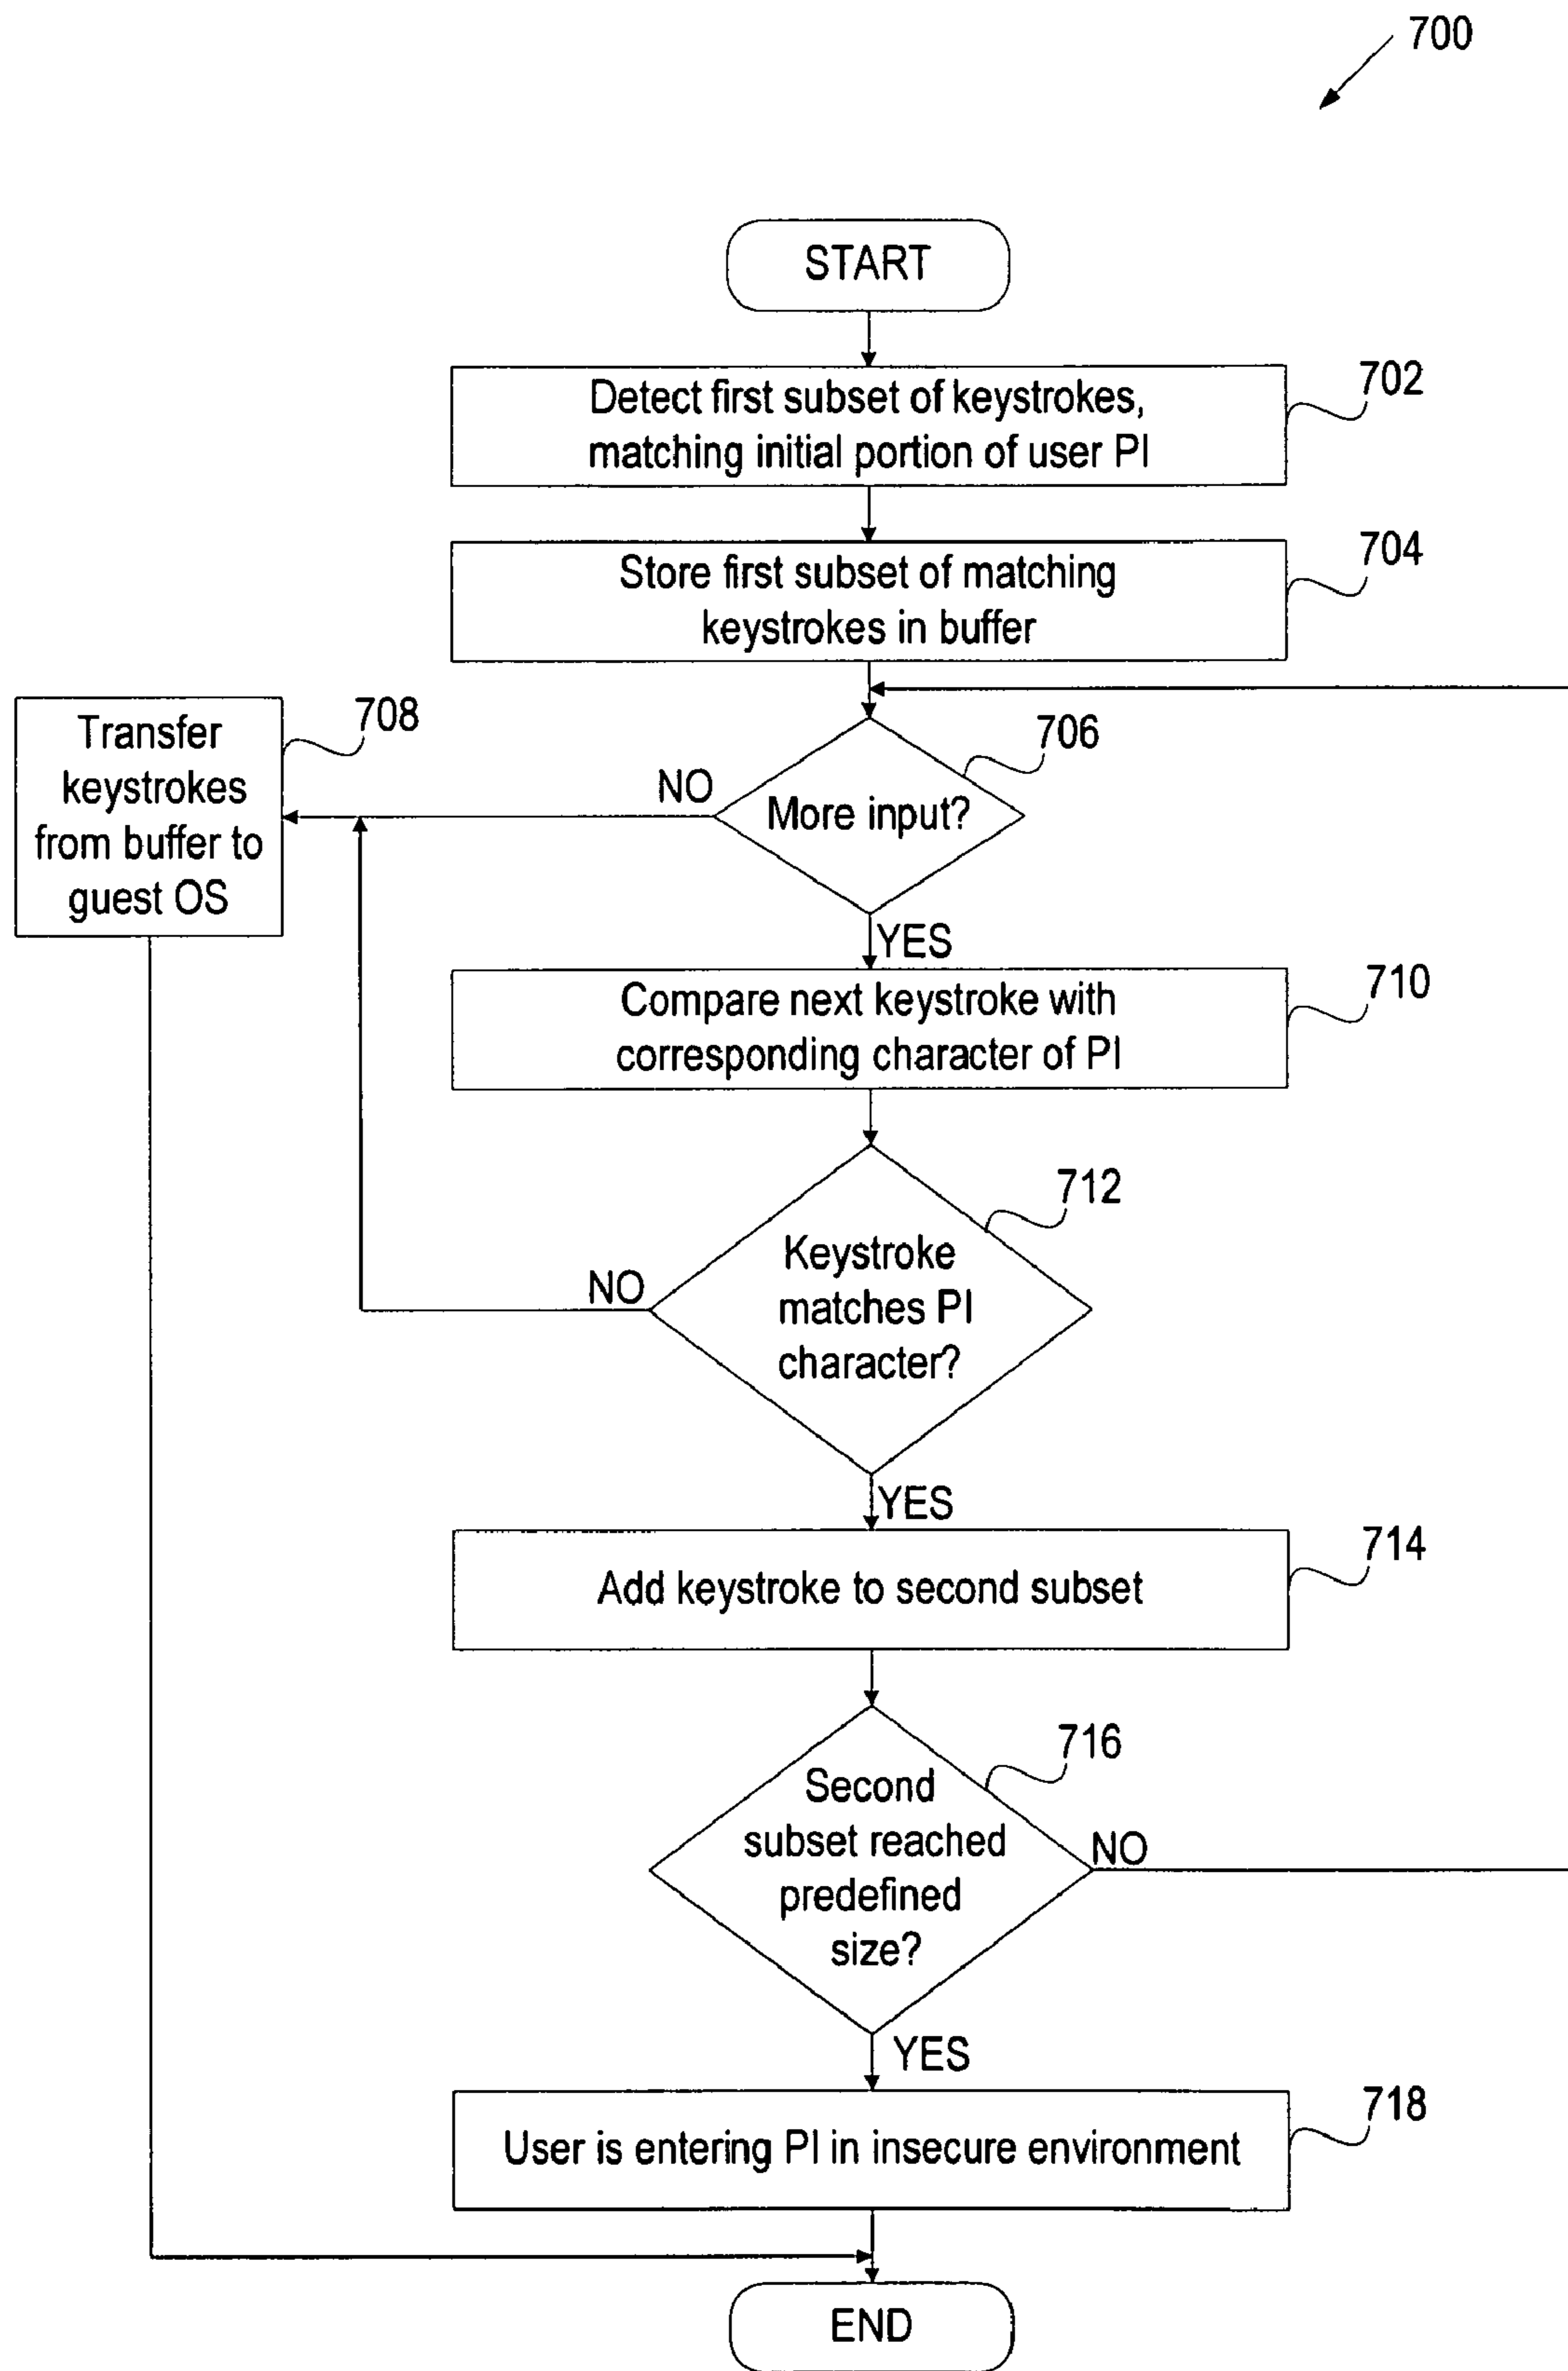 700
START
Detect first subset of keystrokes,
matching initial portion of user PI
702
Store first subset of matching
keystrokes in buffer
704
Transfer
keystrokes
from buffer to
guest OS
708
NO
More input?
706
YES
Compare next keystroke with
corresponding character of PI
710
NO
Keystroke
matches PI
character?
712
YES
Add keystroke to second subset
714
Second
subset reached
predefined
size?
716
NO
YES
User is entering PI in insecure environment
718
END